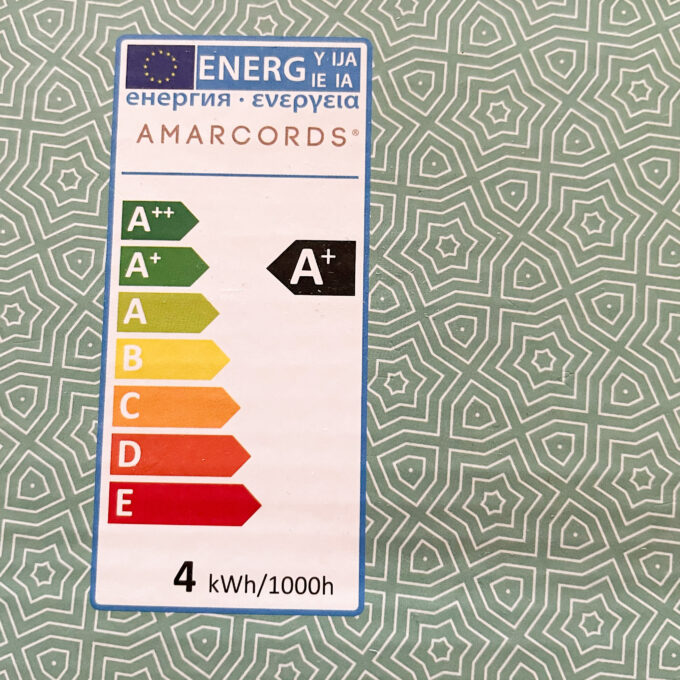 ENERG Y IJA
IE IA
енергия · ενεργεια
AMARCORDS®
A++
A+
A+
A
B
C
D
E
4 kWh/1000h